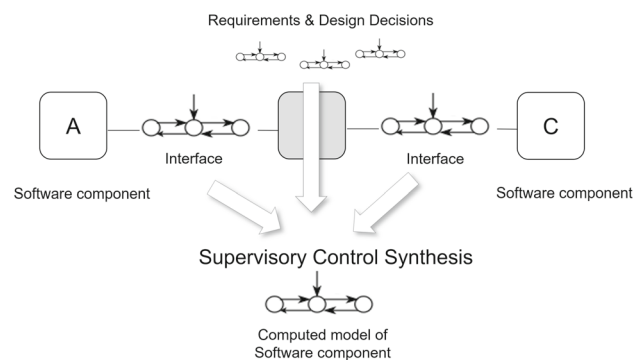 Requirements & Design Decisions
A
C
Interface
Interface
Software component
Software component
Supervisory Control Synthesis
Computed model of
Software component